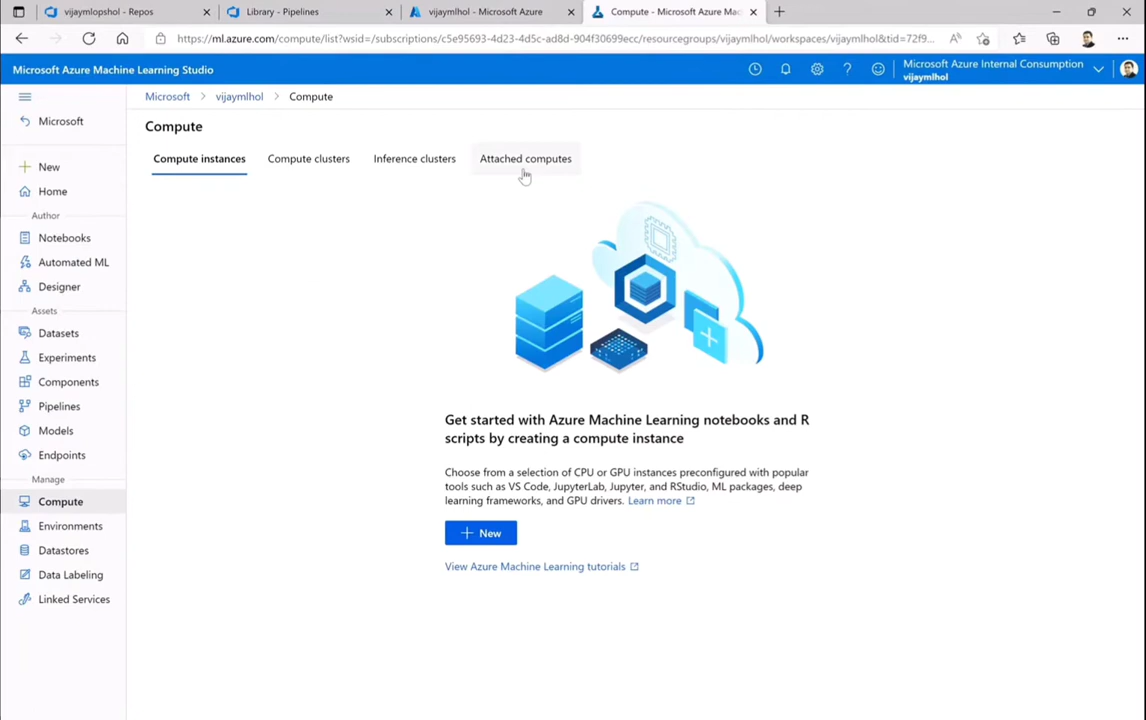 vijaymlopshol - Repos
Library - Pipelines
vijaymlhol - Microsoft Azure
Compute - Microsoft Azure Mac
https://ml.azure.com/compute/list?wsid=/subscriptions/c5e95693-4d23-4d5c-ad8d-904f30699ecc/resourcegroups/vijaymlhol/workspaces/vijaymlhol&tid=72f9...
Microsoft Azure Machine Learning Studio
Microsoft Azure Internal Consumption
vijaymlhol
Microsoft > vijaymlhol > Compute
Microsoft
New
Home
Author
Notebooks
Automated ML
Designer
Assets
Datasets
Experiments
Components
Pipelines
Models
Endpoints
Manage
Compute
Environments
Datastores
Data Labeling
Linked Services
Compute
Compute instances
Compute clusters
Inference clusters
Attached computes
Get started with Azure Machine Learning notebooks and R
scripts by creating a compute instance
Choose from a selection of CPU or GPU instances preconfigured with popular
tools such as VS Code, JupyterLab, Jupyter, and RStudio, ML packages, deep
learning frameworks, and GPU drivers. Learn more
New
View Azure Machine Learning tutorials